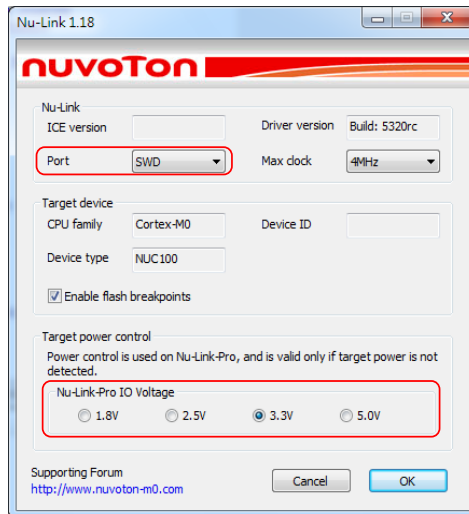 Nu-Link 1.18
nuvoTon
Nu-Link
ICE version
Driver version Build: 5320rc
Port SWD Max clock 4MHz
Target device
CPU family Cortex-M0 Device ID
Device type NUC100
Enable flash breakpoints
Target power control
Power control is used on Nu-Link-Pro, and is valid only if target power is not
detected.
Nu-Link-Pro IO Voltage
1.8V 2.5V 3.3V 5.0V
Supporting Forum
http://www.nuvoton-m0.com
Cancel OK